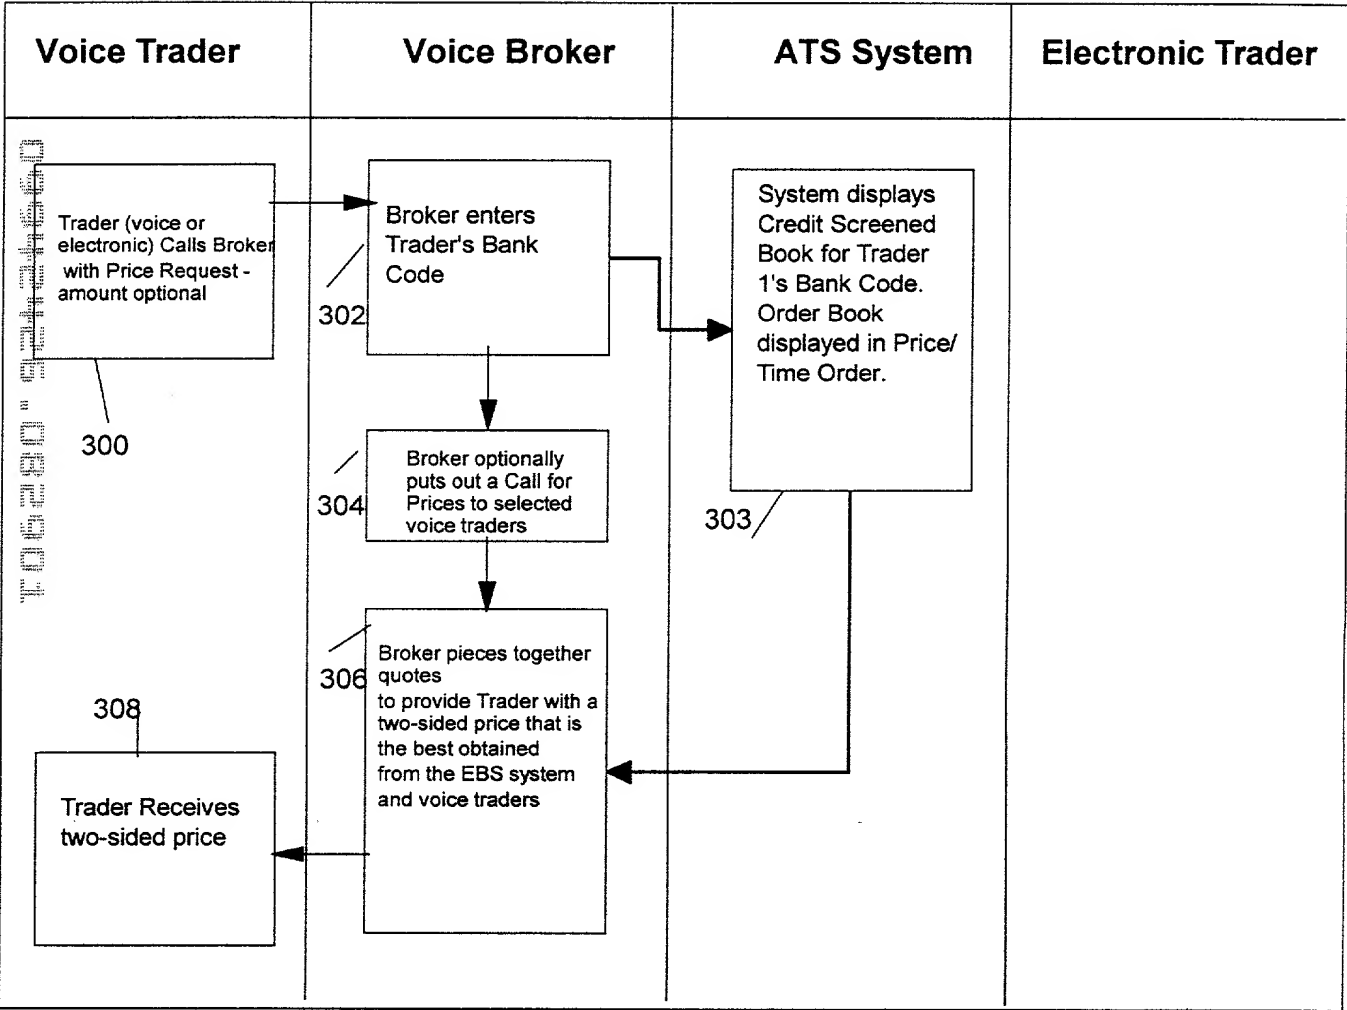 Voice Trader
Voice Broker
ATS System
Electronic Trader
Trader (voice or
electronic) Calls Broker
with Price Request -
amount optional
300
Broker enters
Trader's Bank
Code
302
System displays
Credit Screened
Book for Trader
1's Bank Code.
Order Book
displayed in Price/
Time Order.
303
Broker optionally
puts out a Call for
Prices to selected
voice traders
304
Broker pieces together
quotes
to provide Trader with a
two-sided price that is
the best obtained
from the EBS system
and voice traders
306
308
Trader Receives
two-sided price